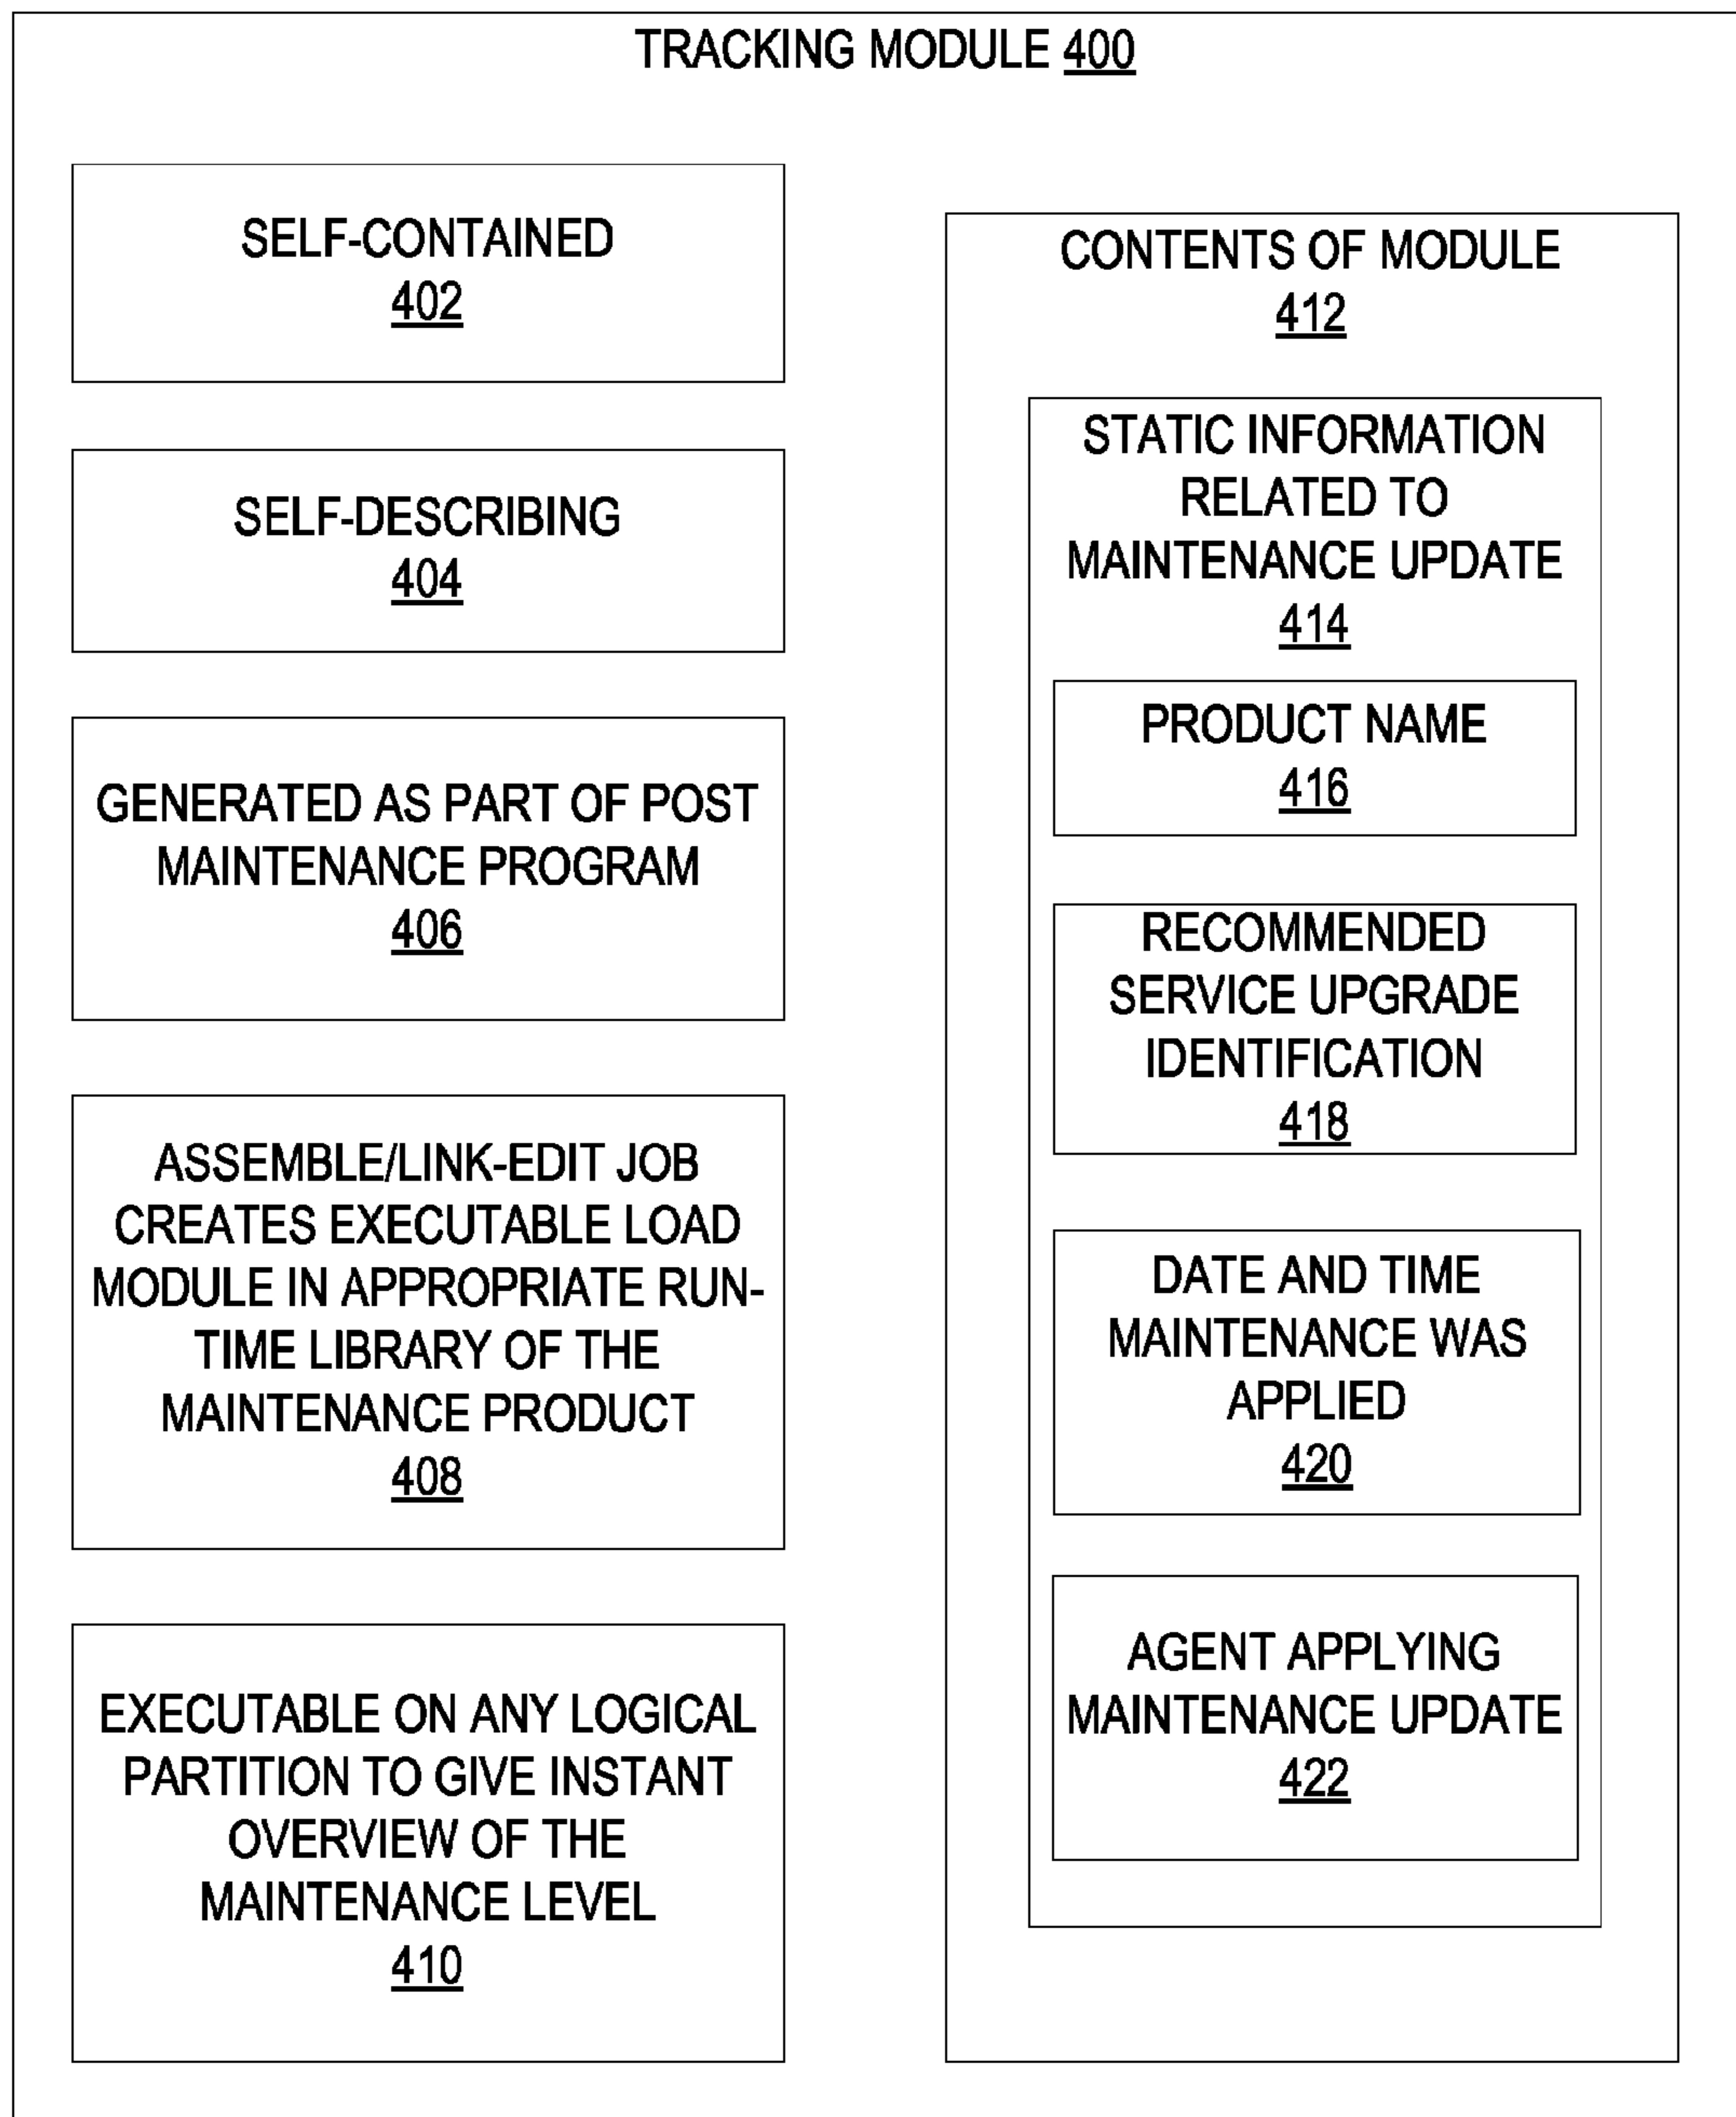 TRACKING MODULE 400
SELF-CONTAINED
402
SELF-DESCRIBING
404
GENERATED AS PART OF POST
MAINTENANCE PROGRAM
406
ASSEMBLE/LINK-EDIT JOB
CREATES EXECUTABLE LOAD
MODULE IN APPROPRIATE RUN-
TIME LIBRARY OF THE
MAINTENANCE PRODUCT
408
EXECUTABLE ON ANY LOGICAL
PARTITION TO GIVE INSTANT
OVERVIEW OF THE
MAINTENANCE LEVEL
410
CONTENTS OF MODULE
412
STATIC INFORMATION
RELATED TO
MAINTENANCE UPDATE
414
PRODUCT NAME
416
RECOMMENDED
SERVICE UPGRADE
IDENTIFICATION
418
DATE AND TIME
MAINTENANCE WAS
APPLIED
420
AGENT APPLYING
MAINTENANCE UPDATE
422